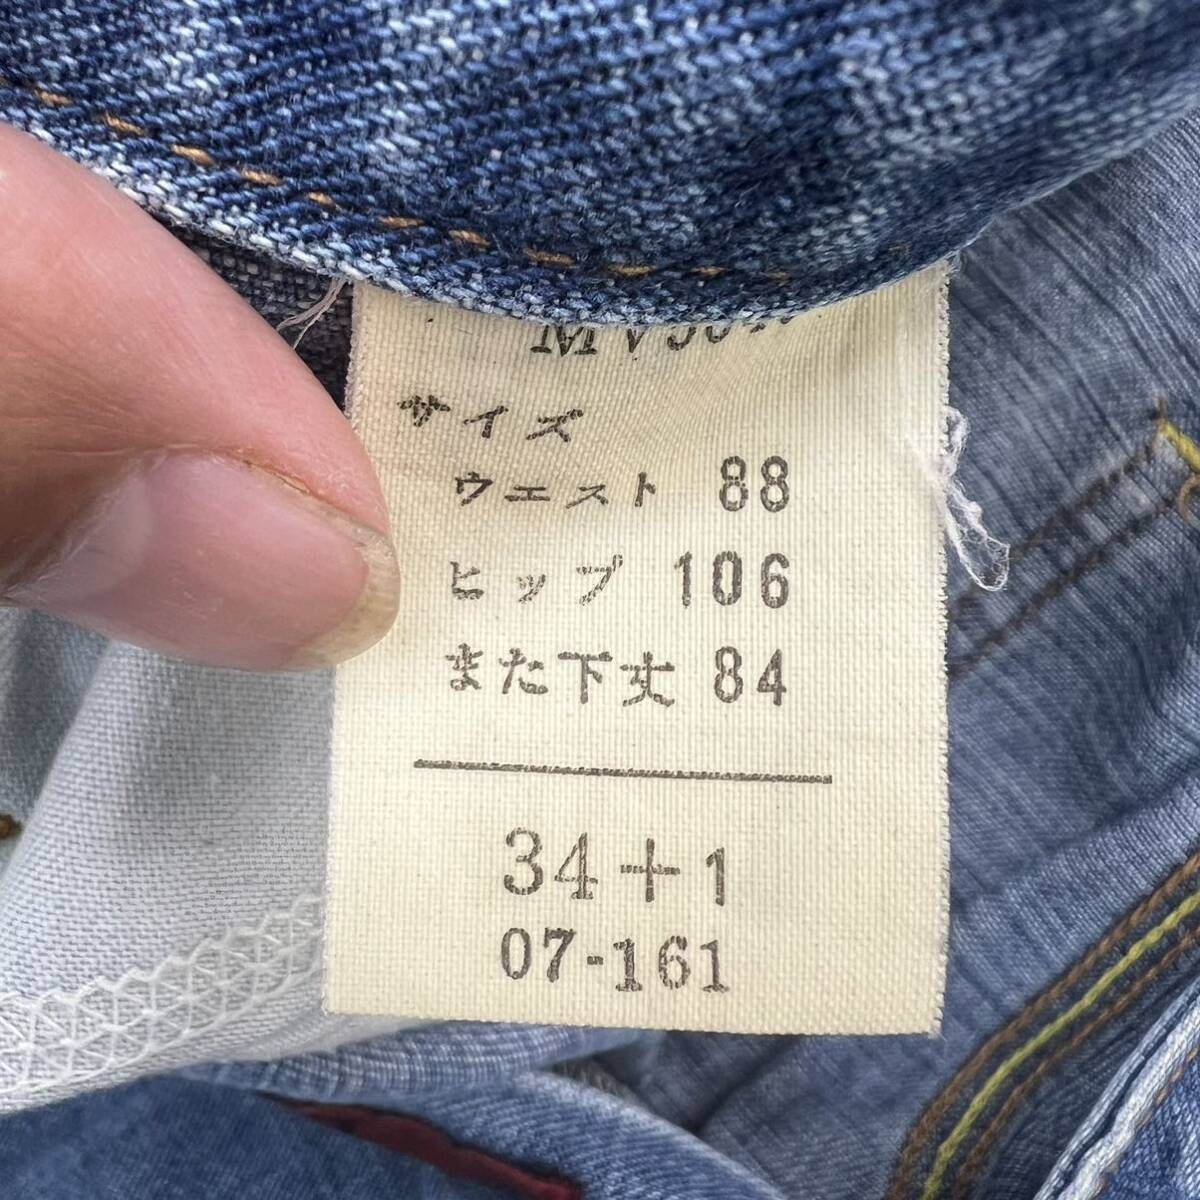 サイズ
ウエスト 88
ヒップ 106
また下丈 84
34+1
07-161